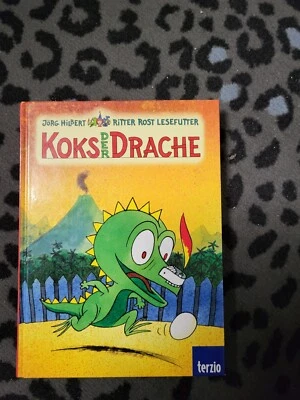 JÖRG HILBERT RITTER ROST LESEFUTTER
KOKS DER DRACHE
terzio